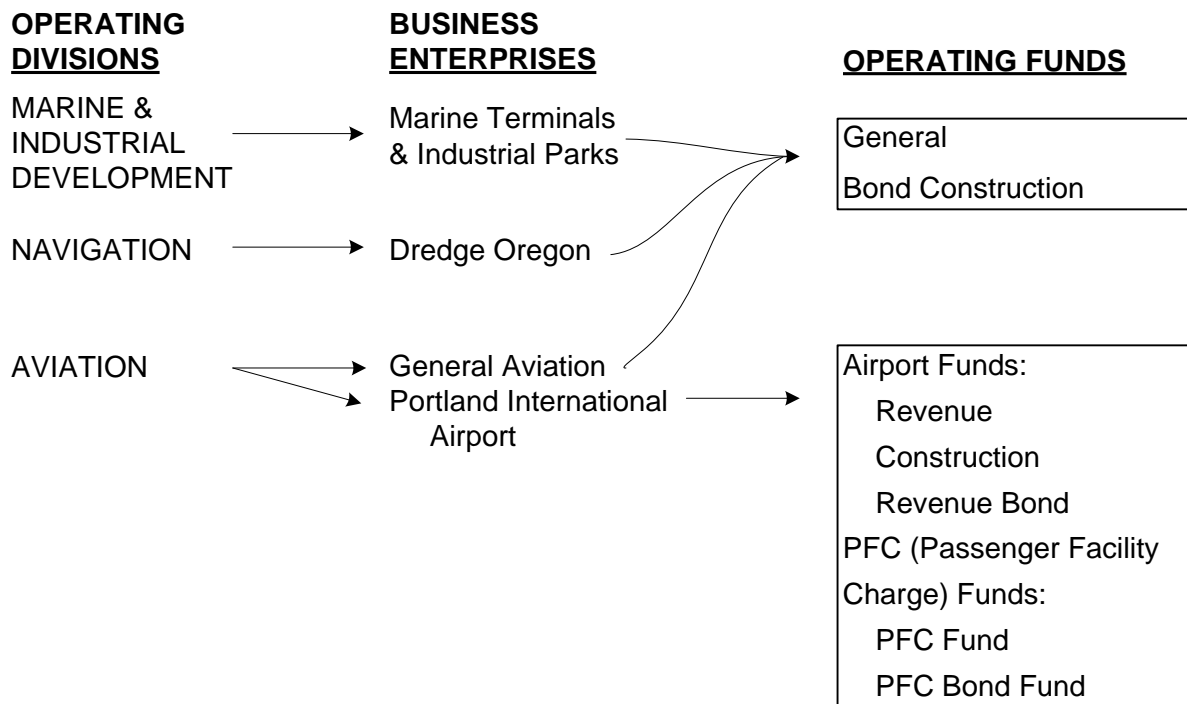 OPERATING
DIVISIONS
BUSINESS
ENTERPRISES
OPERATING FUNDS
MARINE &
INDUSTRIAL
DEVELOPMENT
Marine Terminals
& Industrial Parks
General
Bond Construction
NAVIGATION
Dredge Oregon
AVIATION
General Aviation
Portland International
Airport
Airport Funds:
Revenue
Construction
Revenue Bond
PFC (Passenger Facility
Charge) Funds:
PFC Fund
PFC Bond Fund